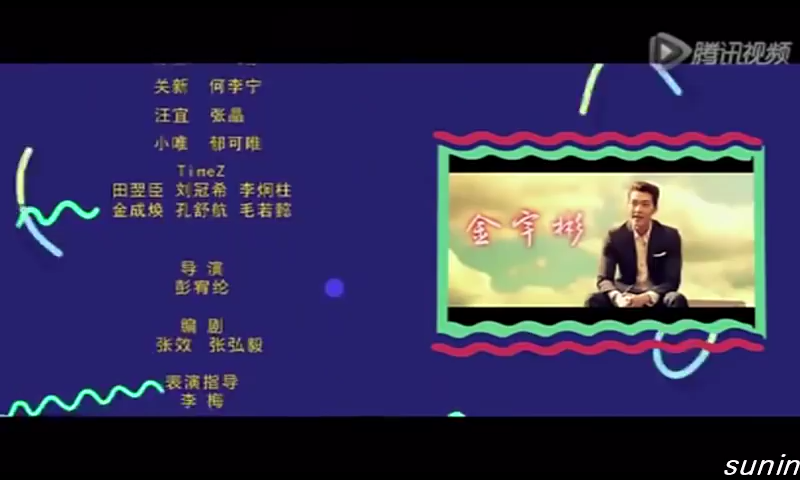 腾讯视频
关新 何李宁
汪宜 张晶
小唯 郁可唯
TimeZ
田翌臣 刘冠希 李炯柱
金成焕 孔舒航 毛若懿
导演
彭宥纶
编剧
张效 张弘毅
表演指导
李梅
金宇彬
sunim